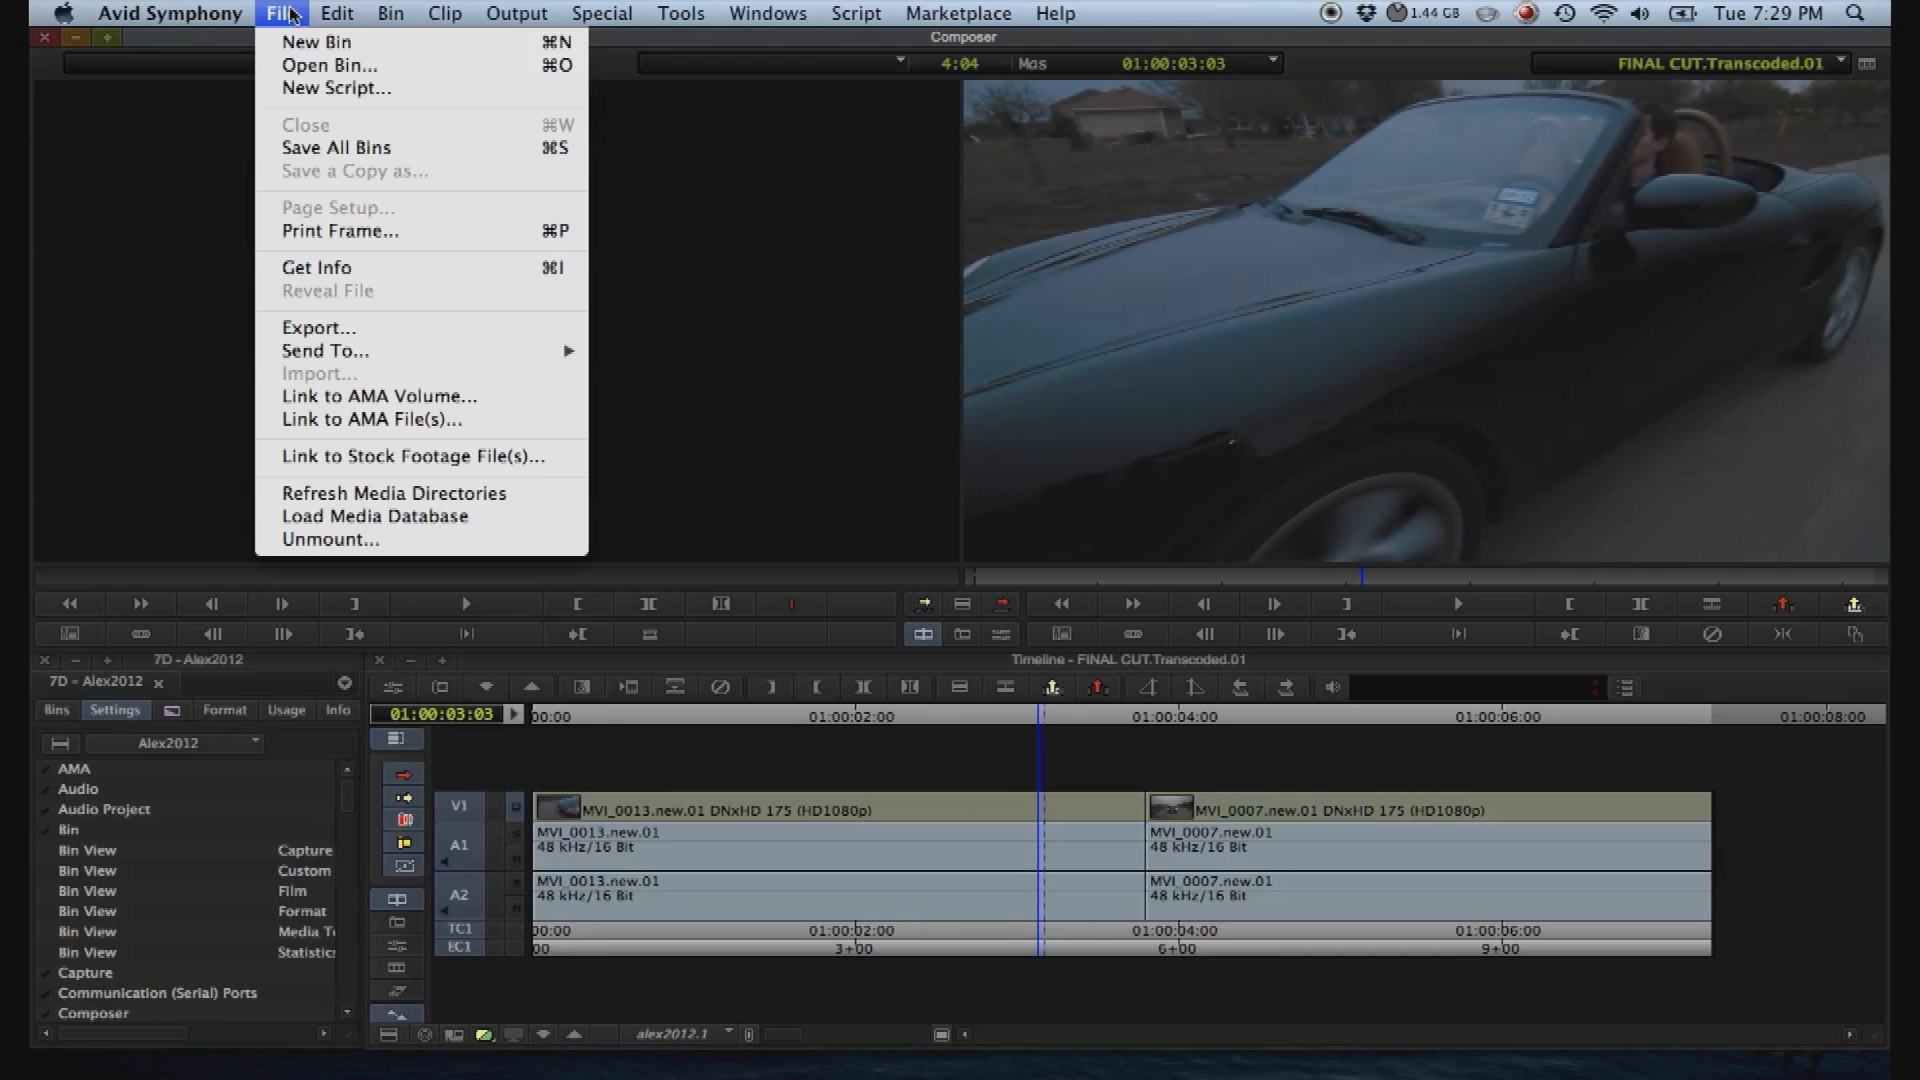 Avid Symphony File Edit Bin Clip Output Special Tools Windows Script Marketplace Help 1.44 GB Tue 7:29 PM
Composer
4:04 Mas 01:00:03:03 FINAL CUT.Transcoded.01
New Bin ⌘N
Open Bin... ⌘O
New Script...
Close ⌘W
Save All Bins ⌘S
Save a Copy as...
Page Setup...
Print Frame... ⌘P
Get Info ⌘I
Reveal File
Export...
Send To...
Import...
Link to AMA Volume...
Link to AMA File(s)...
Link to Stock Footage File(s)...
Refresh Media Directories
Load Media Database
Unmount...
7D - Alex2012
7D - Alex2012
Bins Settings Format Usage Info
Alex2012
AMA
Audio
Audio Project
Bin
Bin View Capture
Bin View Custom
Bin View Film
Bin View Format
Bin View Media T
Bin View Statistics
Capture
Communication (Serial) Ports
Composer
Timeline - FINAL CUT.Transcoded.01
01:00:03:03 00:00 01:00:02:00 01:00:04:00 01:00:06:00 01:00:08:00
V1 MVI_0013.new.01 DNxHD 175 (HD1080p) MVI_0007.new.01 DNxHD 175 (HD1080p)
A1 MVI_0013.new.01 MVI_0007.new.01
48 kHz/16 Bit 48 kHz/16 Bit
A2 MVI_0013.new.01 MVI_0007.new.01
48 kHz/16 Bit 48 kHz/16 Bit
TC1 00:00 01:00:02:00 01:00:04:00 01:00:06:00
EC1 00 3+00 6+00 9+00
alex2012.1